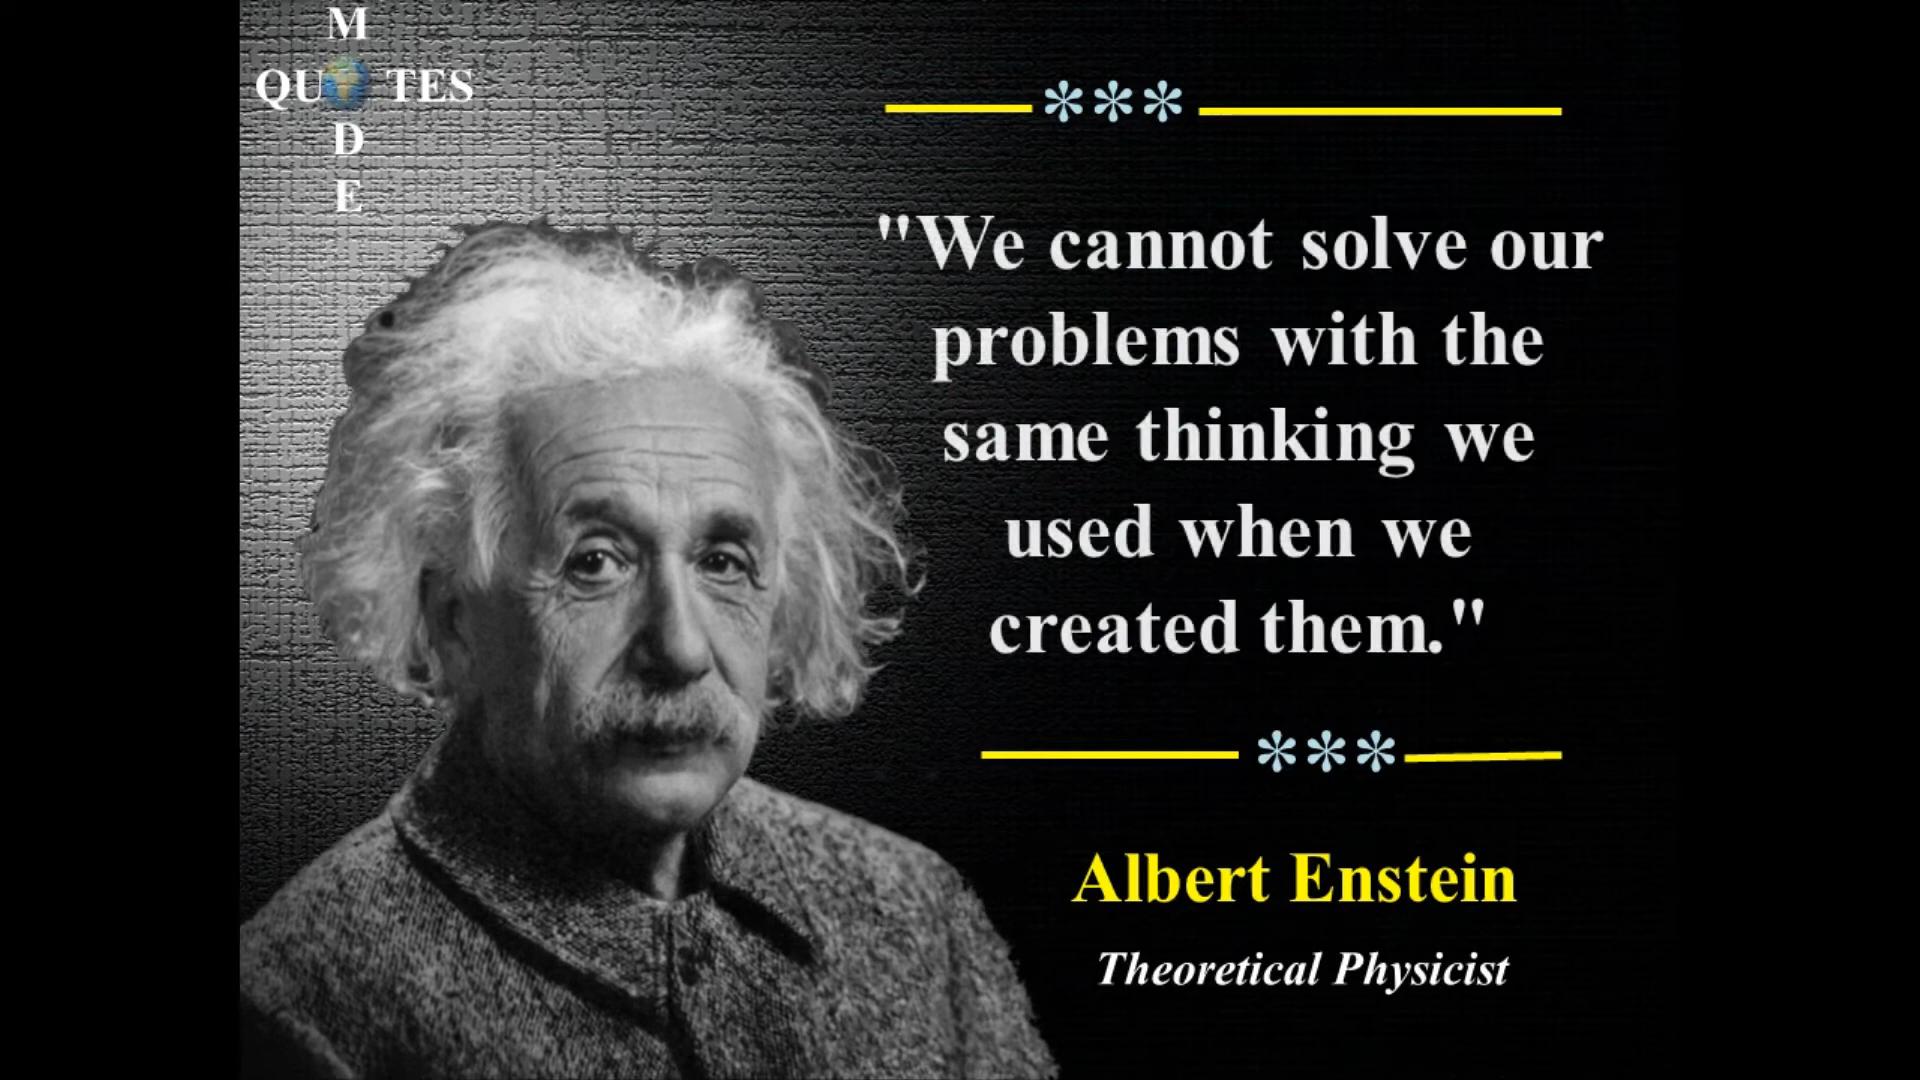 M
QU TES
D
E
***
"We cannot solve our
problems with the
same thinking we
used when we
created them."
***
Albert Enstein
Theoretical Physicist